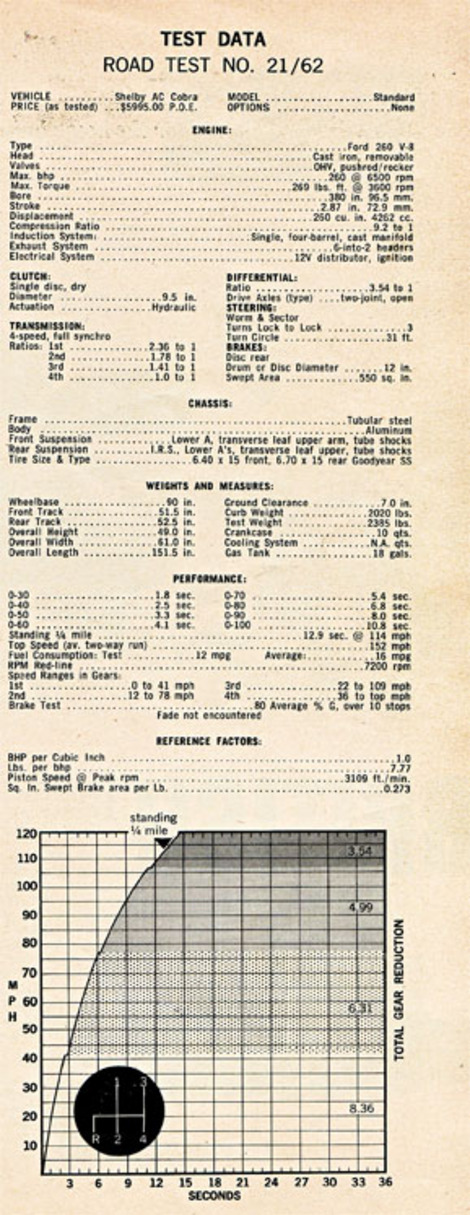 TEST DATA
ROAD TEST NO. 21/62
VEHICLE ..........Shelby AC Cobra
PRICE (as tested) ...$5995.00 P.O.E.
MODEL ..........................Standard
OPTIONS ..........................None
ENGINE:
Type ....................Ford 260 V-8
Head ....................Cast iron, removable
Valves ....................OHV, pushrod/rocker
Max. bhp ....................260 @ 6500 rpm
Max. Torque ....................269 lbs. ft. @ 3600 rpm
Bore ....................380 in. 96.5 mm.
Stroke ....................2.87 in. 72.9 mm.
Displacement ....................260 cu. in. 4262 cc.
Compression Ratio ....................9.2 to 1
Induction System: ....................Single, four-barrel, cast manifold
Exhaust System ....................6-into-2 headers
Electrical System ....................12V distributor, ignition
CLUTCH:
Single disc, dry
Diameter ..............9.5 in.
Actuation ..............Hydraulic
TRANSMISSION:
4-speed, full synchro
Ratios: 1st ..............2.36 to 1
2nd ..............1.78 to 1
3rd ..............1.41 to 1
4th ..............1.0 to 1
DIFFERENTIAL:
Ratio ..............3.54 to 1
Drive Axles (type) ....two-joint, open
STEERING:
Worm & Sector
Turns Lock to Lock ..............3
Turn Circle ..............31 ft.
BRAKES:
Disc rear
Drum or Disc Diameter ........12 in.
Swept Area ..............550 sq. in.
CHASSIS:
Frame ....................Tubular steel
Body ....................Aluminum
Front Suspension ..........Lower A, transverse leaf upper arm, tube shocks
Rear Suspension ..........I.R.S., Lower A's, transverse leaf upper, tube shocks
Tire Size & Type ..........6.40 x 15 front, 6.70 x 15 rear Goodyear SS
WEIGHTS AND MEASURES:
Wheelbase ..............90 in.
Front Track ..............51.5 in.
Rear Track ..............52.5 in.
Overall Height ..............49.0 in.
Overall Width ..............61.0 in.
Overall Length ..............151.5 in.
Ground Clearance ..............7.0 in.
Curb Weight ..............2020 lbs.
Test Weight ..............2385 lbs.
Crankcase ..............10 qts.
Cooling System ..............N.A. qts.
Gas Tank ..............18 gals.
PERFORMANCE:
0-30 ..............1.8 sec.
0-40 ..............2.5 sec.
0-50 ..............3.3 sec.
0-60 ..............4.1 sec.
0-70 ..............5.4 sec.
0-80 ..............6.8 sec.
0-90 ..............8.0 sec.
0-100 ..............10.8 sec.
Standing ¼ mile ....................12.9 sec. @ 114 mph
Top Speed (av. two-way run) ....................152 mph
Fuel Consumption: Test ..........12 mpg Average: ..........16 mpg
RPM Red-line ....................7200 rpm
Speed Ranges in Gears:
1st ..............0 to 41 mph
2nd ..............12 to 78 mph
3rd ..............22 to 109 mph
4th ..............36 to top mph
Brake Test ....................80 Average % G, over 10 stops
Fade not encountered
REFERENCE FACTORS:
BHP per Cubic Inch ....................1.0
Lbs. per bhp ....................7.77
Piston Speed @ Peak rpm ....................3109 ft./min.
Sq. In. Swept Brake area per Lb. ....................0.273
standing
¼ mile
120
110
100
90
80
70
60
50
40
30
20
10
MPH
3.54
4.99
6.31
8.36
TOTAL GEAR REDUCTION
1 3
R 2 4
3 6 9 12 15 18 21 24 27 30 33 36
SECONDS